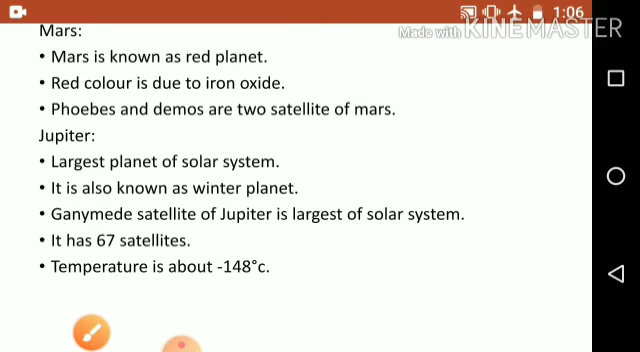 1:06
Made with KINEMASTER
Mars:
• Mars is known as red planet.
• Red colour is due to iron oxide.
• Phoebes and demos are two satellite of mars.
Jupiter:
• Largest planet of solar system.
• It is also known as winter planet.
• Ganymede satellite of Jupiter is largest of solar system.
• It has 67 satellites.
• Temperature is about -148°c.